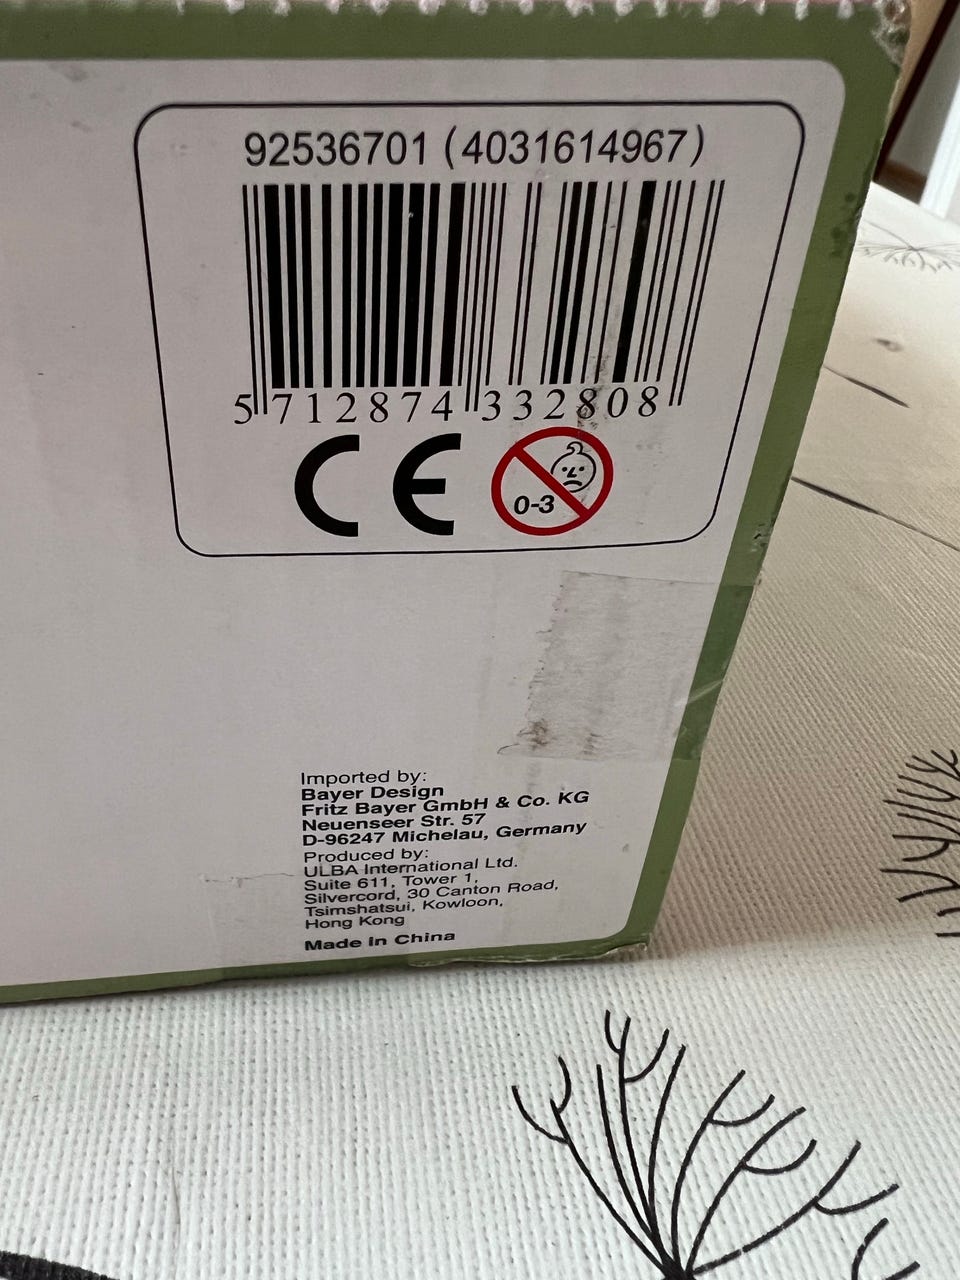 92536701 (4031614967)
5 712874 332808
CE
0-3
Imported by:
Bayer Design
Fritz Bayer GmbH & Co. KG
Neuenseer Str. 57
D-96247 Michelau, Germany
Produced by:
ULBA International Ltd.
Suite 611, Tower 1,
Silvercord, 30 Canton Road,
Tsimshatsui, Kowloon,
Hong Kong
Made in China